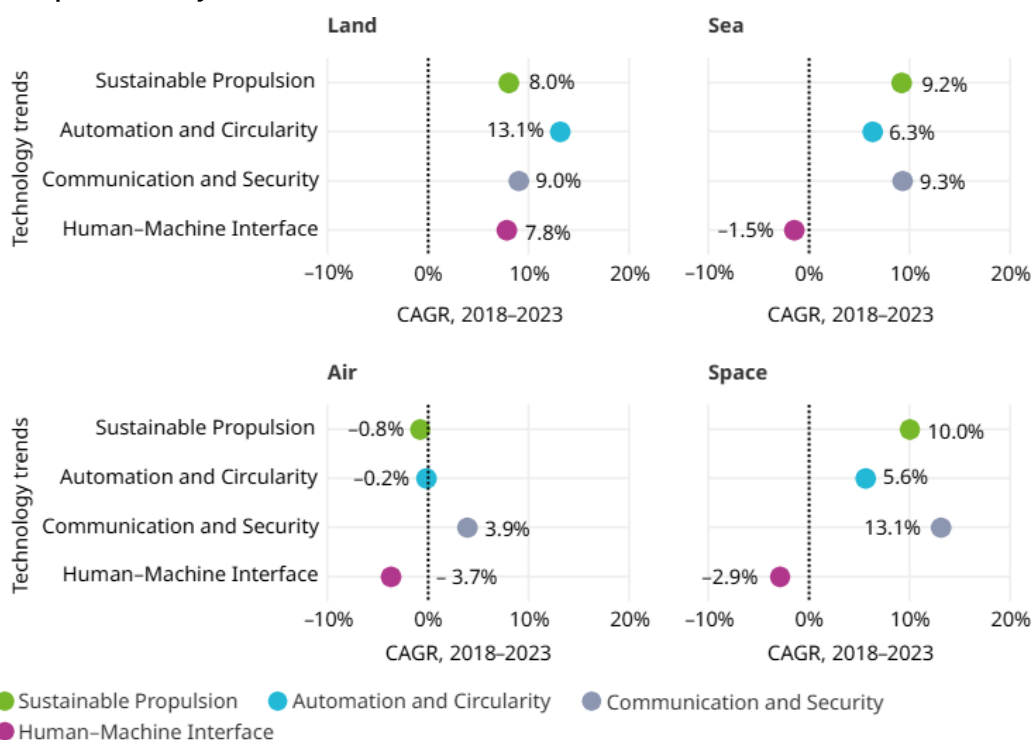 Land
Sustainable Propulsion 8.0%
Automation and Circularity 13.1%
Communication and Security 9.0%
Human–Machine Interface 7.8%
Technology trends
–10% 0% 10% 20%
CAGR, 2018–2023
Sea
9.2%
6.3%
9.3%
–1.5%
–10% 0% 10% 20%
CAGR, 2018–2023
Air
Sustainable Propulsion –0.8%
Automation and Circularity –0.2%
Communication and Security 3.9%
Human–Machine Interface – 3.7%
Technology trends
–10% 0% 10% 20%
CAGR, 2018–2023
Space
10.0%
5.6%
13.1%
–2.9%
–10% 0% 10% 20%
CAGR, 2018–2023
Sustainable Propulsion Automation and Circularity Communication and Security
Human–Machine Interface